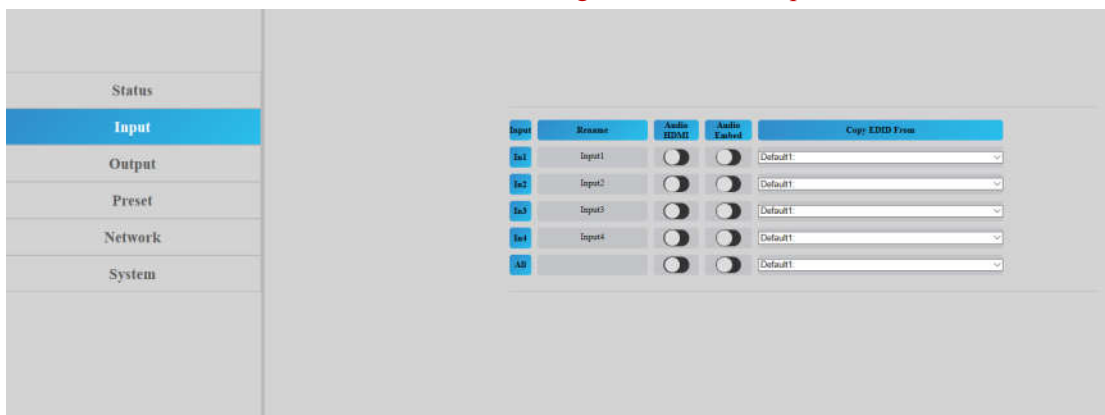 Status
Input
Output
Preset
Network
System
Input Rename Audio HDMI Audio Embed Copy EDID From
In1 Input1 Default1:
In2 Input2 Default1:
In3 Input3 Default1:
In4 Input4 Default1:
All Default1: